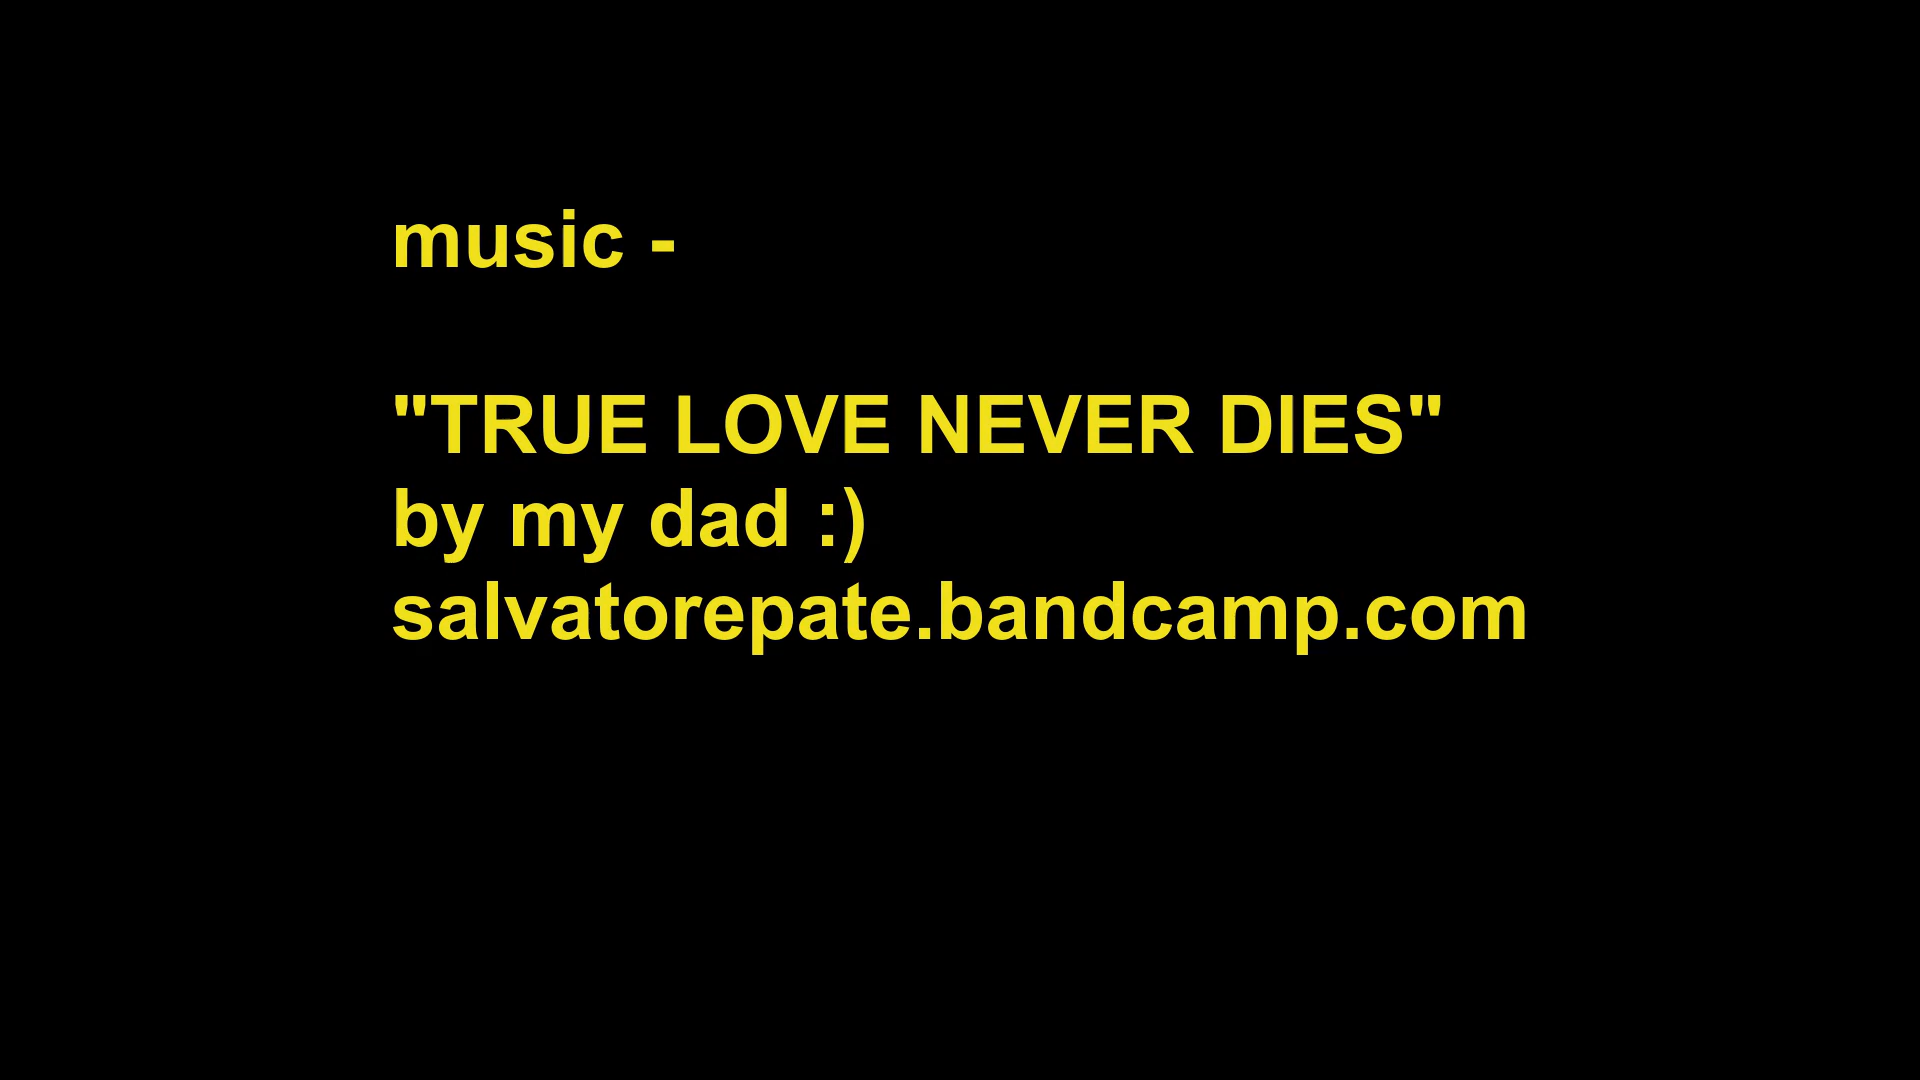 music -
"TRUE LOVE NEVER DIES"
by my dad :)
salvatorepate.bandcamp.com